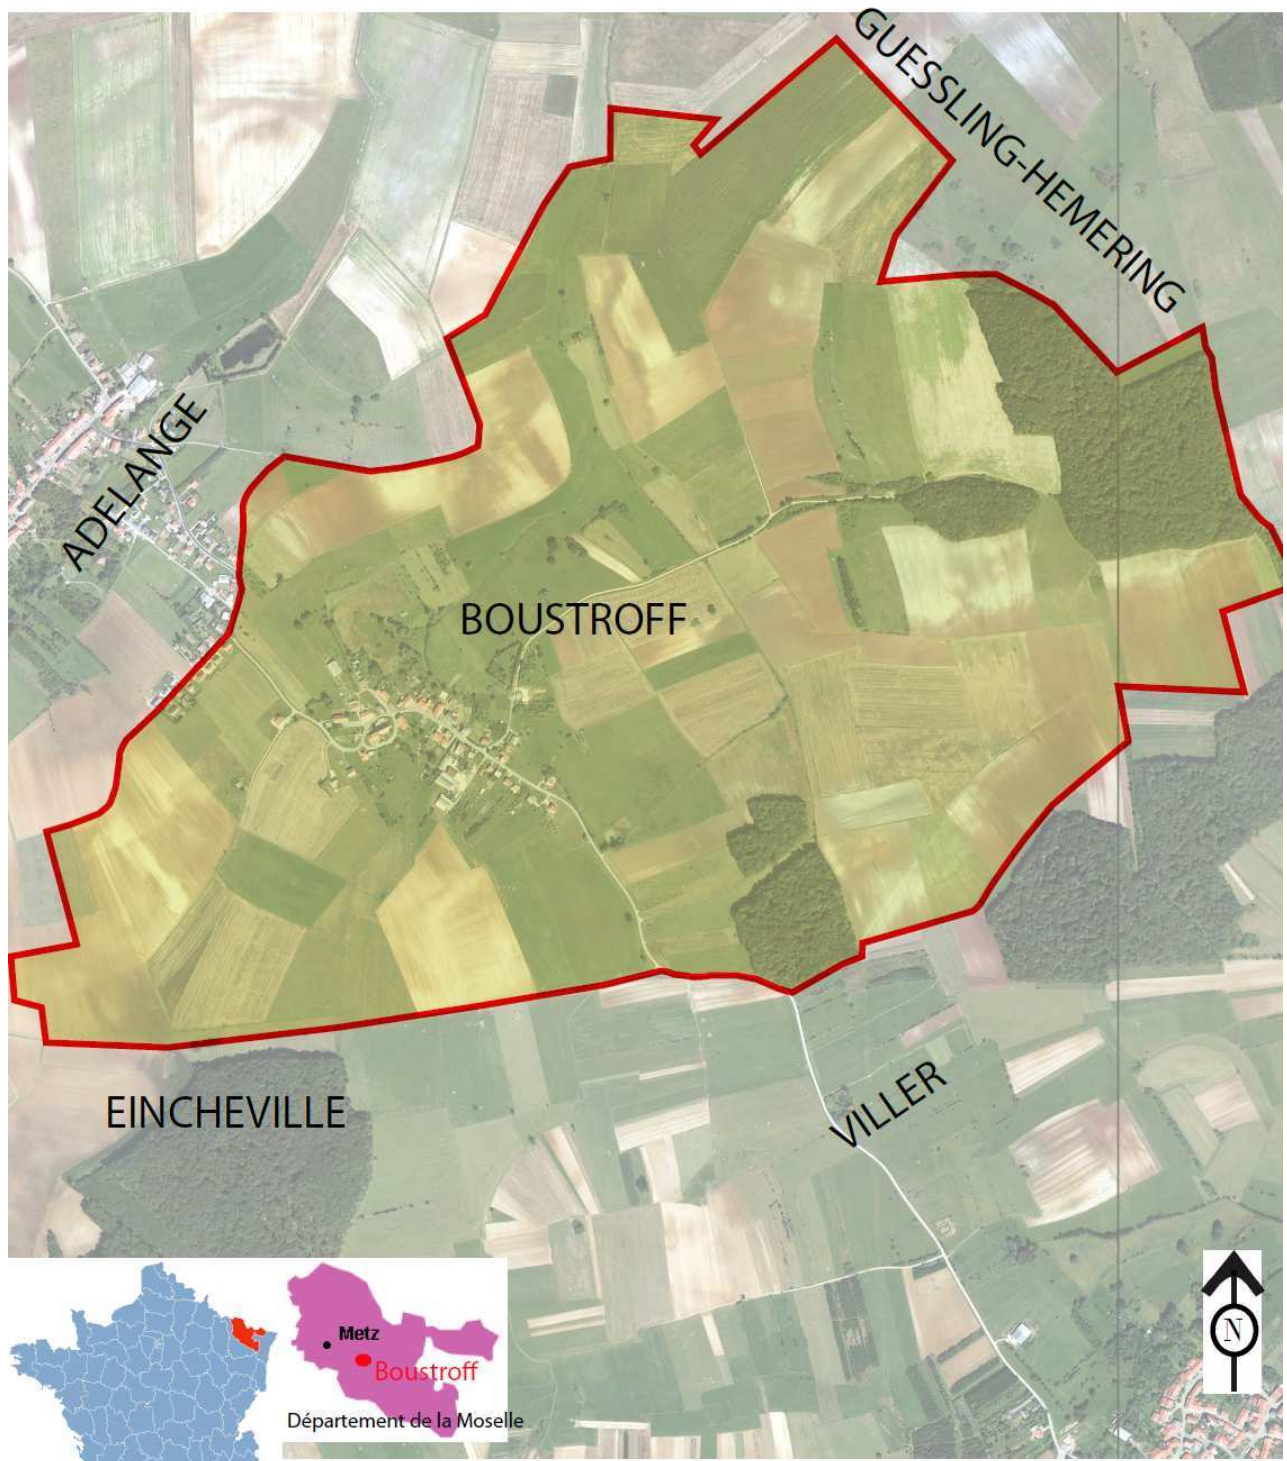 GUESSLING-HEMERING
ADELANGE
BOUSTROFF
EINCHEVILLE
VILLER
Metz
Boustroff
Département de la Moselle
N